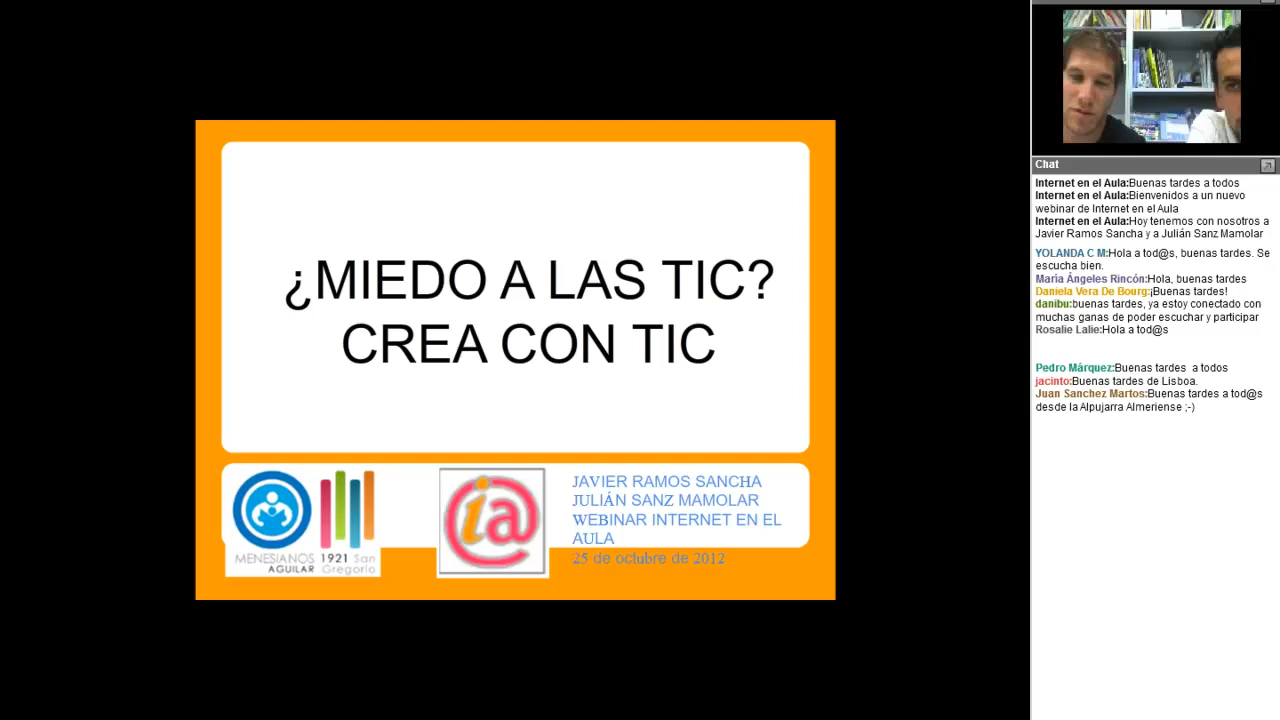 ¿MIEDO A LAS TIC?
CREA CON TIC
MENESIANOS 1921 San
AGUILAR Gregorio
ia
JAVIER RAMOS SANCHA
JULIÁN SANZ MAMOLAR
WEBINAR INTERNET EN EL
AULA
25 de octubre de 2012
Chat
Internet en el Aula:Buenas tardes a todos
Internet en el Aula:Bienvenidos a un nuevo
webinar de Internet en el Aula
Internet en el Aula:Hoy tenemos con nosotros a
Javier Ramos Sancha y a Julián Sanz Mamolar
YOLANDA C M:Hola a tod@s, buenas tardes. Se
escucha bien.
María Ángeles Rincón:Hola, buenas tardes
Daniela Vera De Bourg:¡Buenas tardes!
danibu:buenas tardes, ya estoy conectado con
muchas ganas de poder escuchar y participar
Rosalie Lalie:Hola a tod@s
Pedro Márquez:Buenas tardes  a todos
jacinto:Buenas tardes de Lisboa.
Juan Sanchez Martos:Buenas tardes a tod@s
desde la Alpujarra Almeriense ;-)